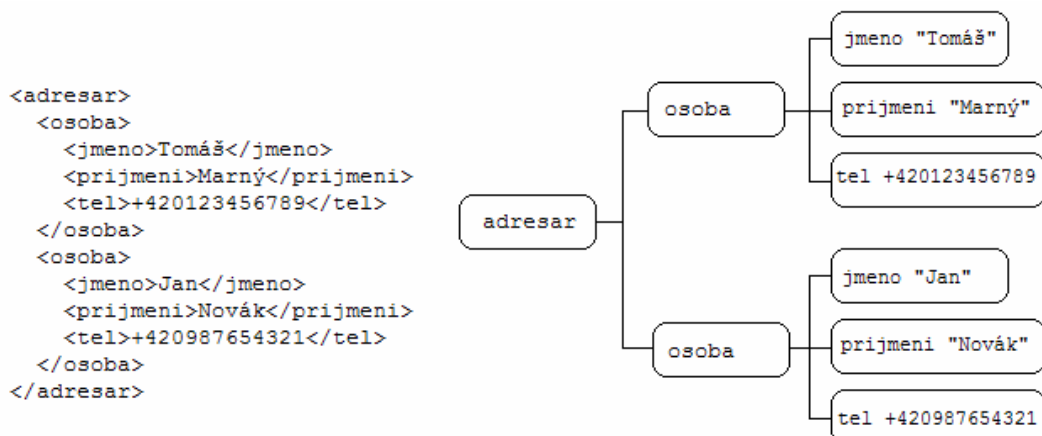 <adresar>
<osoba>
<jmeno>Tomáš</jmeno>
<prijmeni>Marný</prijmeni>
<tel>+420123456789</tel>
</osoba>
<osoba>
<jmeno>Jan</jmeno>
<prijmeni>Novák</prijmeni>
<tel>+420987654321</tel>
</osoba>
</adresar>
adresar
osoba
jmeno "Tomáš"
prijmeni "Marný"
tel +420123456789
osoba
jmeno "Jan"
prijmeni "Novák"
tel +420987654321